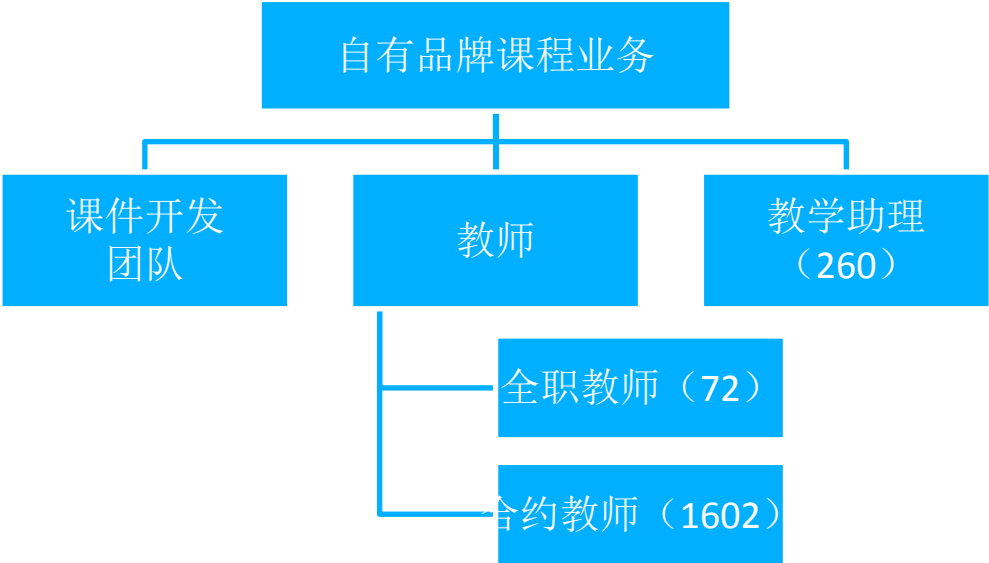 自有品牌课程业务
课件开发
团队
教师
教学助理
（260）
全职教师（72）
合约教师（1602）